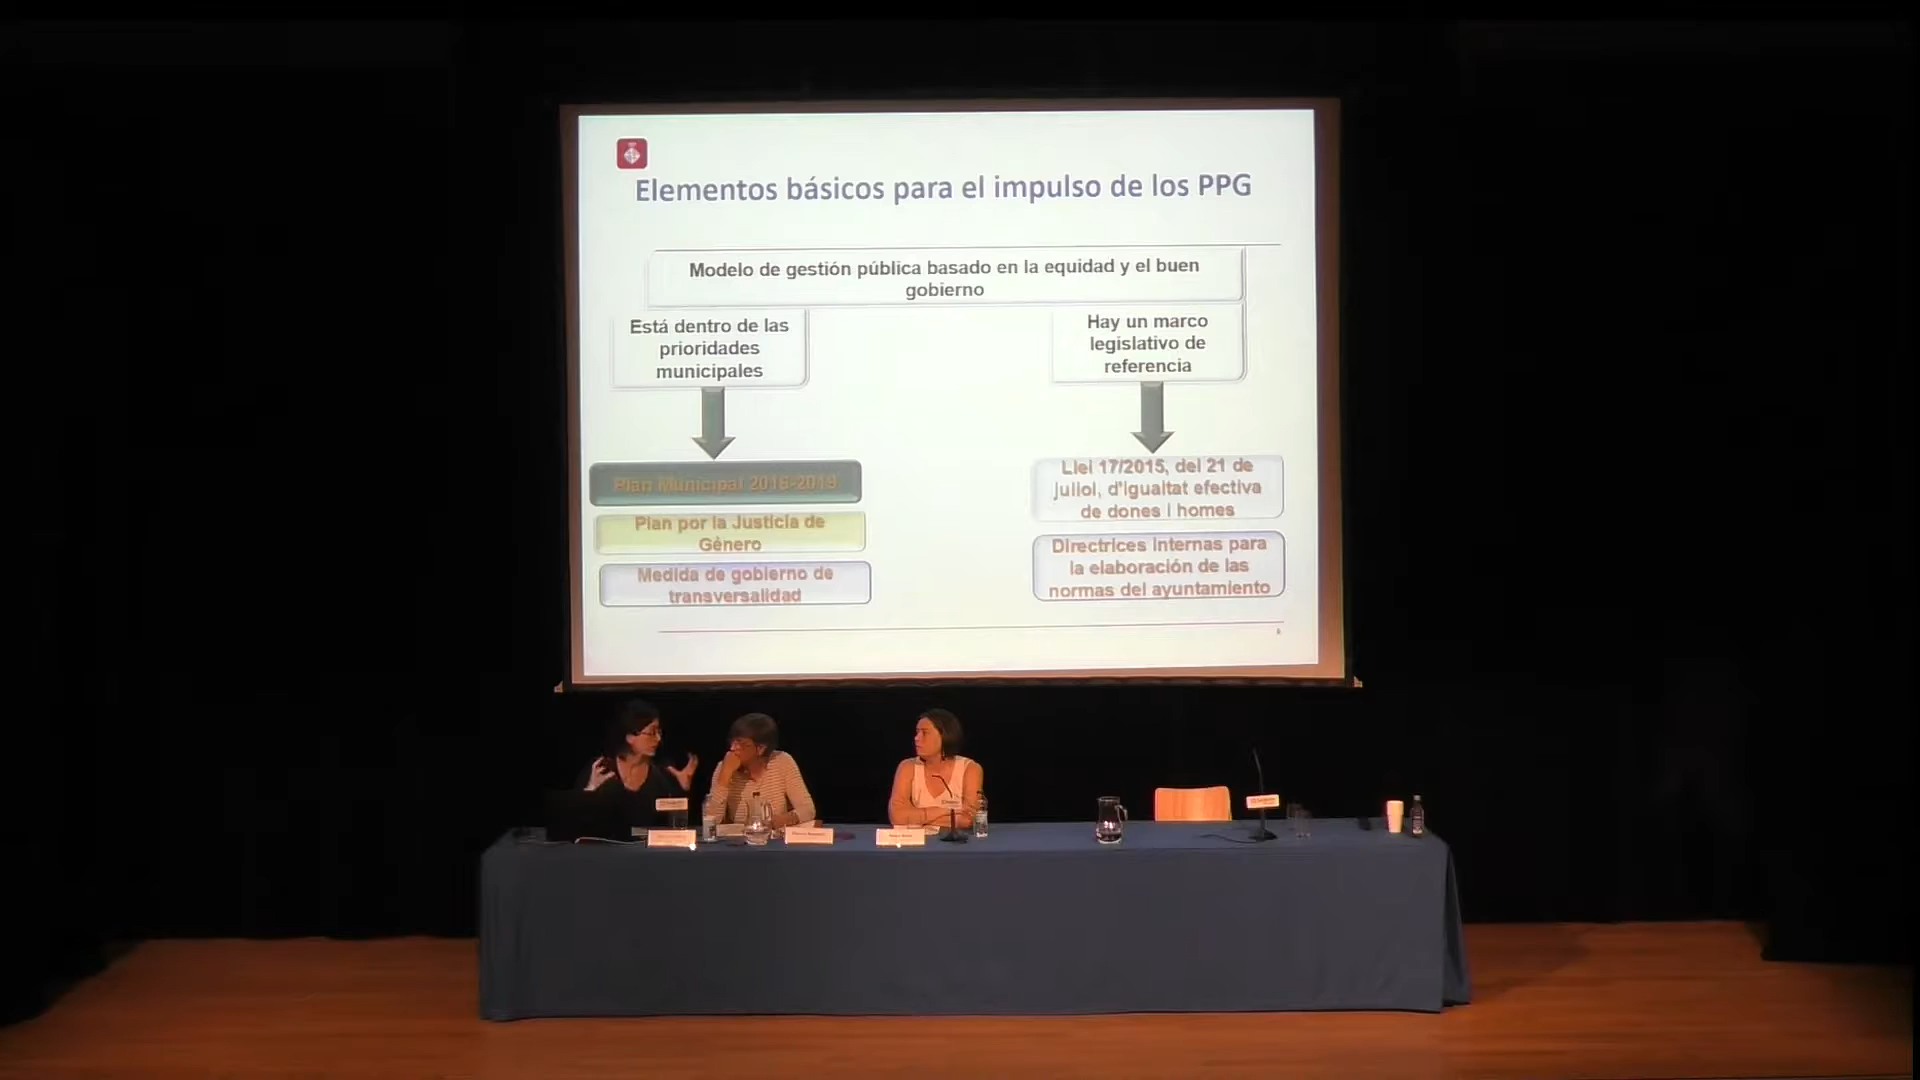 Elementos básicos para el impulso de los PPG
Modelo de gestión pública basado en la equidad y el buen
gobierno
Está dentro de las
prioridades
municipales
Hay un marco
legislativo de
referencia
Plan Municipal 2016-2019
Plan por la Justicia de
Género
Medida de gobierno de
transversalidad
Llei 17/2015, del 21 de
juliol, d'igualtat efectiva
de dones i homes
Directrices internas para
la elaboración de las
normas del ayuntamiento